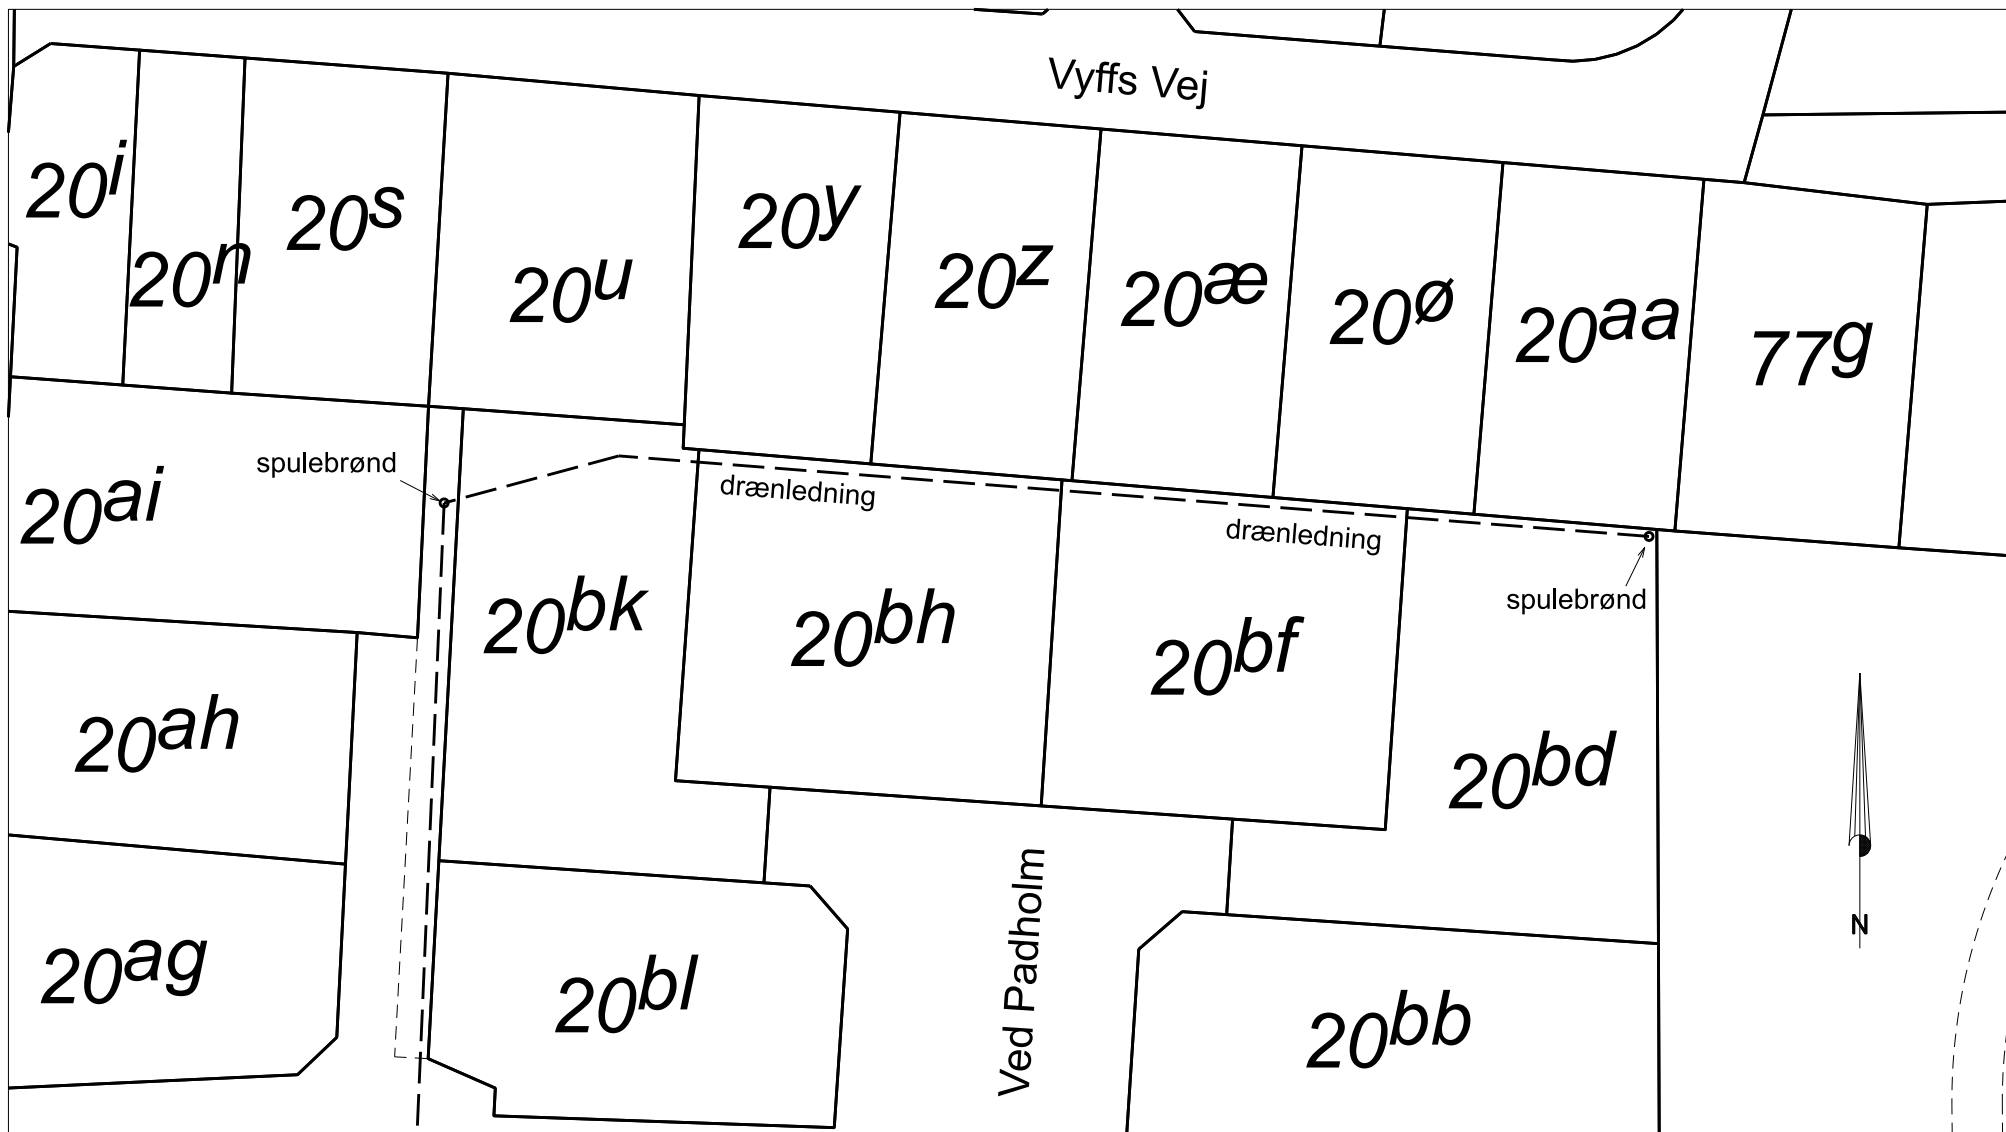 Vyffs Vej
20i
20n
20s
20u
20y
20z
20æ
20ø
20aa
77g
spulebrønd
drænledning
drænledning
spulebrønd
20ai
20bk
20bh
20bf
20bd
20ah
20ag
20bl
Ved Padholm
20bb
N